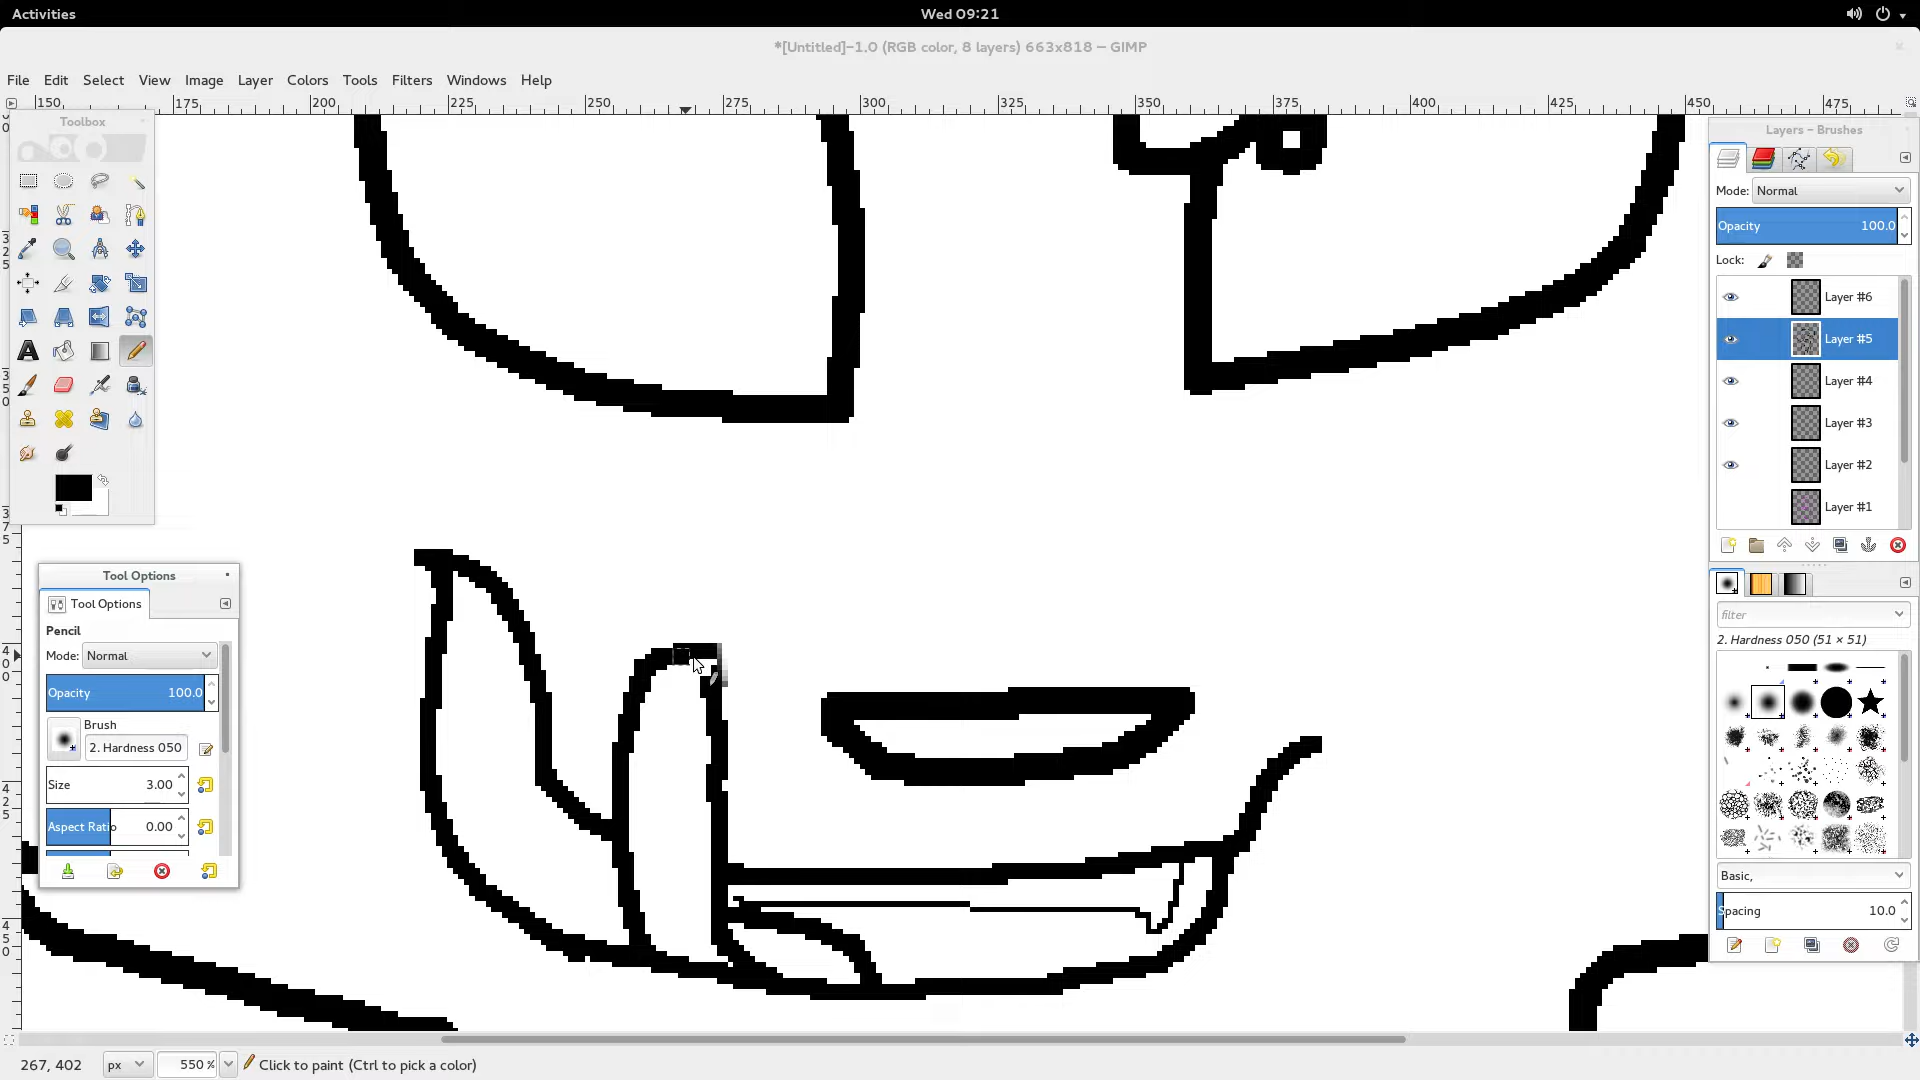 Activities
Wed 09:21
*[Untitled]-1.0 (RGB color, 8 layers) 663x818 – GIMP
File Edit Select View Image Layer Colors Tools Filters Windows Help
150 175 200 225 250 275 300 325 350 375 400 425 450 475
Toolbox
Tool Options
Tool Options
Pencil
Mode: Normal
Opacity 100.0
Brush
2. Hardness 050
Size 3.00
Aspect Ratio 0.00
Layers – Brushes
Mode: Normal
Opacity 100.0
Lock:
Layer #6
Layer #5
Layer #4
Layer #3
Layer #2
Layer #1
filter
2. Hardness 050 (51 × 51)
Basic,
Spacing 10.0
267, 402 px 550 % Click to paint (Ctrl to pick a color)